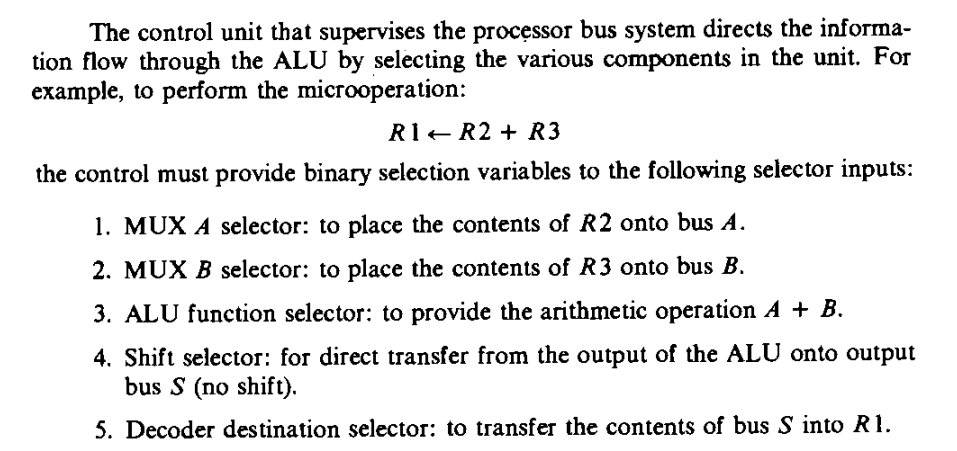 The control unit that supervises the processor bus system directs the informa-
tion flow through the ALU by selecting the various components in the unit. For
example, to perform the microoperation:
R1 ← R2 + R3
the control must provide binary selection variables to the following selector inputs:
1. MUX A selector: to place the contents of R2 onto bus A.
2. MUX B selector: to place the contents of R3 onto bus B.
3. ALU function selector: to provide the arithmetic operation A + B.
4. Shift selector: for direct transfer from the output of the ALU onto output
bus S (no shift).
5. Decoder destination selector: to transfer the contents of bus S into R1.